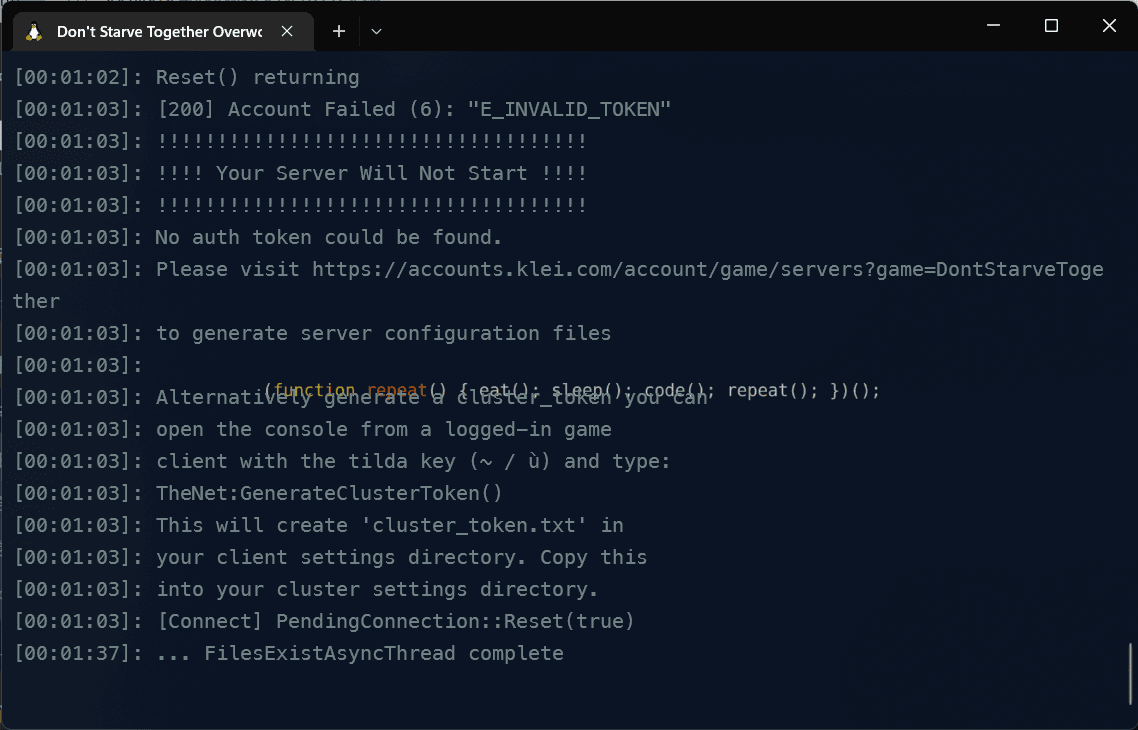 Don't Starve Together Overwo
[00:01:02]: Reset() returning
[00:01:03]: [200] Account Failed (6): "E_INVALID_TOKEN"
[00:01:03]: !!!!!!!!!!!!!!!!!!!!!!!!!!!!!!!!!!!!
[00:01:03]: !!!! Your Server Will Not Start !!!!
[00:01:03]: !!!!!!!!!!!!!!!!!!!!!!!!!!!!!!!!!!!!
[00:01:03]: No auth token could be found.
[00:01:03]: Please visit https://accounts.klei.com/account/game/servers?game=DontStarveToge
ther
[00:01:03]: to generate server configuration files
[00:01:03]:
(function repeat() { eat(); sleep(); code(); repeat(); })();
[00:01:03]: Alternatively generate a cluster_token you can
[00:01:03]: open the console from a logged-in game
[00:01:03]: client with the tilda key (~ / ù) and type:
[00:01:03]: TheNet:GenerateClusterToken()
[00:01:03]: This will create 'cluster_token.txt' in
[00:01:03]: your client settings directory. Copy this
[00:01:03]: into your cluster settings directory.
[00:01:03]: [Connect] PendingConnection::Reset(true)
[00:01:37]: ... FilesExistAsyncThread complete